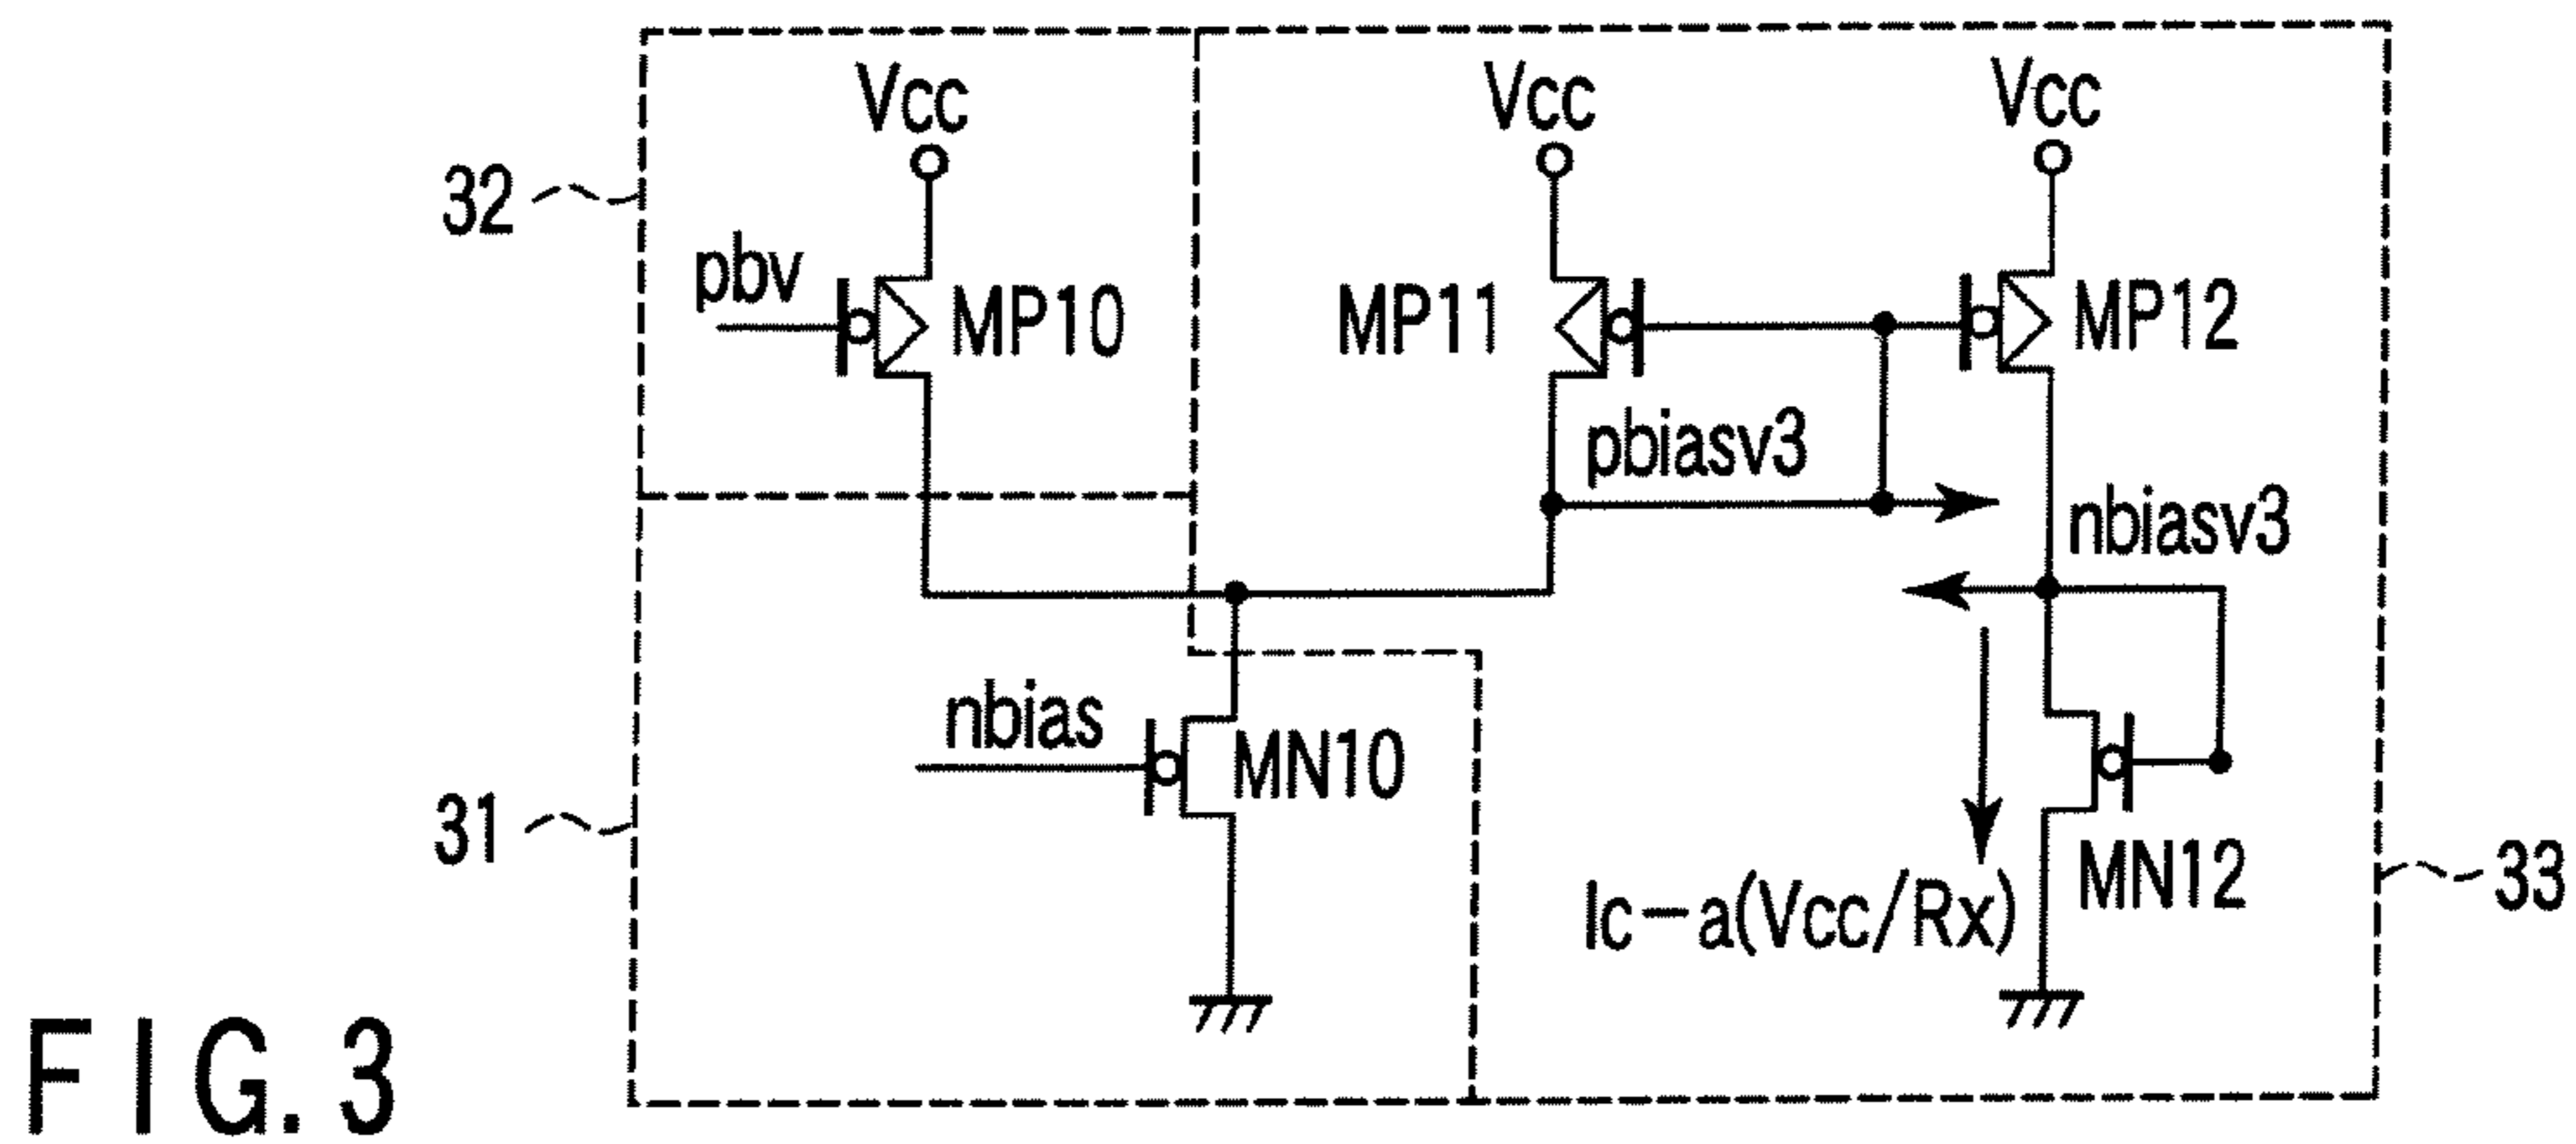 Vcc
Vcc
Vcc
32
pbv
MP10
MP11
MP12
pbiasv3
nbiasv3
nbias
MN10
31
MN12
33
Ic-a(Vcc/Rx)
FIG. 3